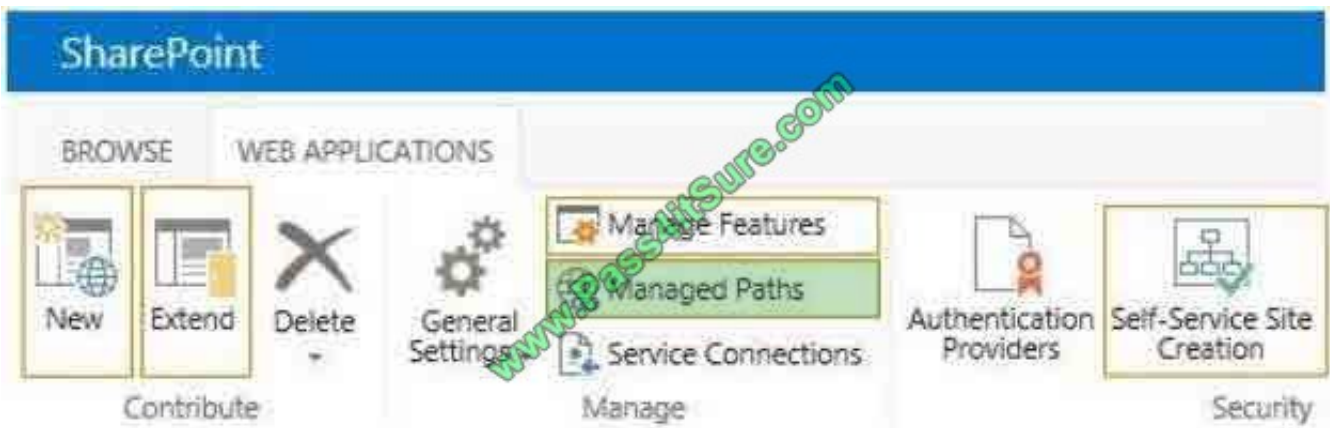 SharePoint
BROWSE WEB APPLICATIONS
New
Extend
Delete
General Settings
Manage Features
Managed Paths
Service Connections
Authentication Providers
Self-Service Site Creation
Contribute
Manage
Security
www.Pass4itSure.com